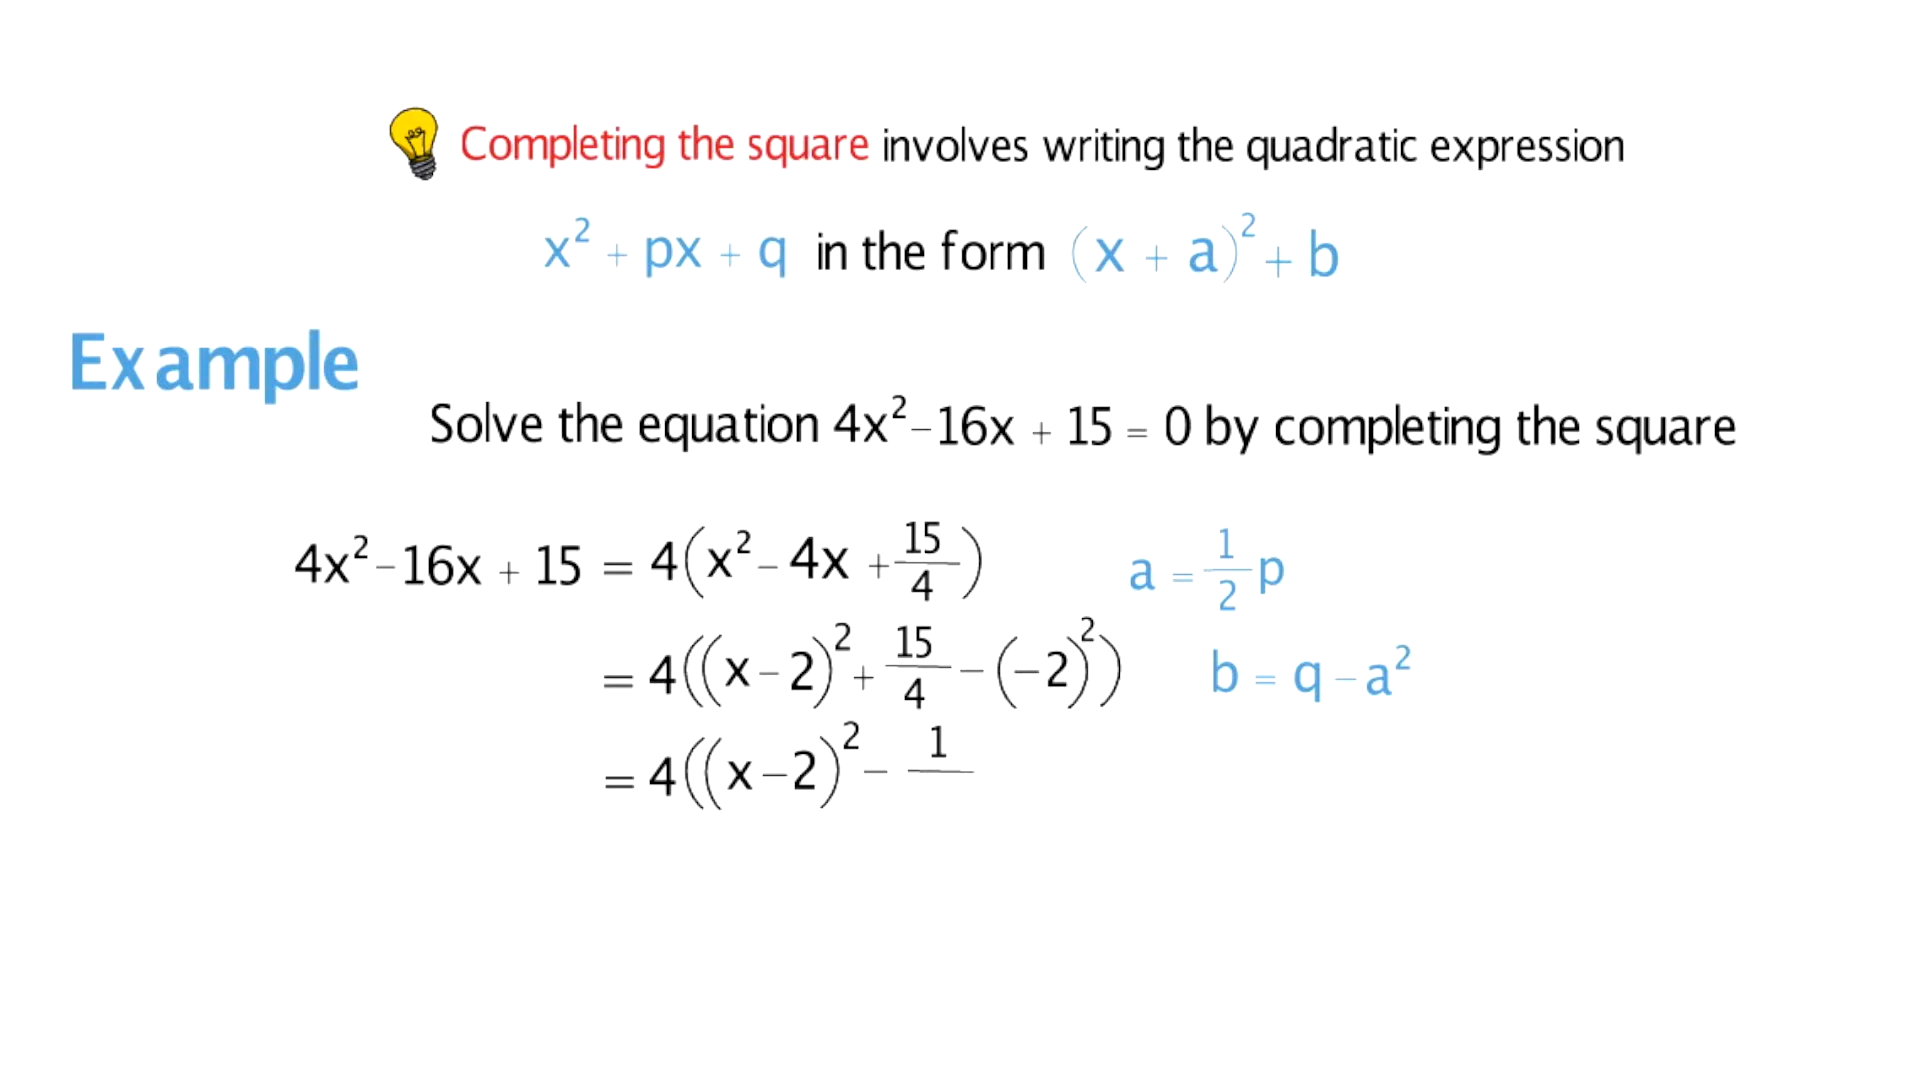 Completing the square involves writing the quadratic expression
x² + px + q in the form (x + a)² + b
Example
Solve the equation 4x² - 16x + 15 = 0 by completing the square
4x² - 16x + 15 = 4(x² - 4x + 15/4)
a = 1/2 p
= 4((x - 2)² + 15/4 - (-2)²)
b = q - a²
= 4((x - 2)² - 1/